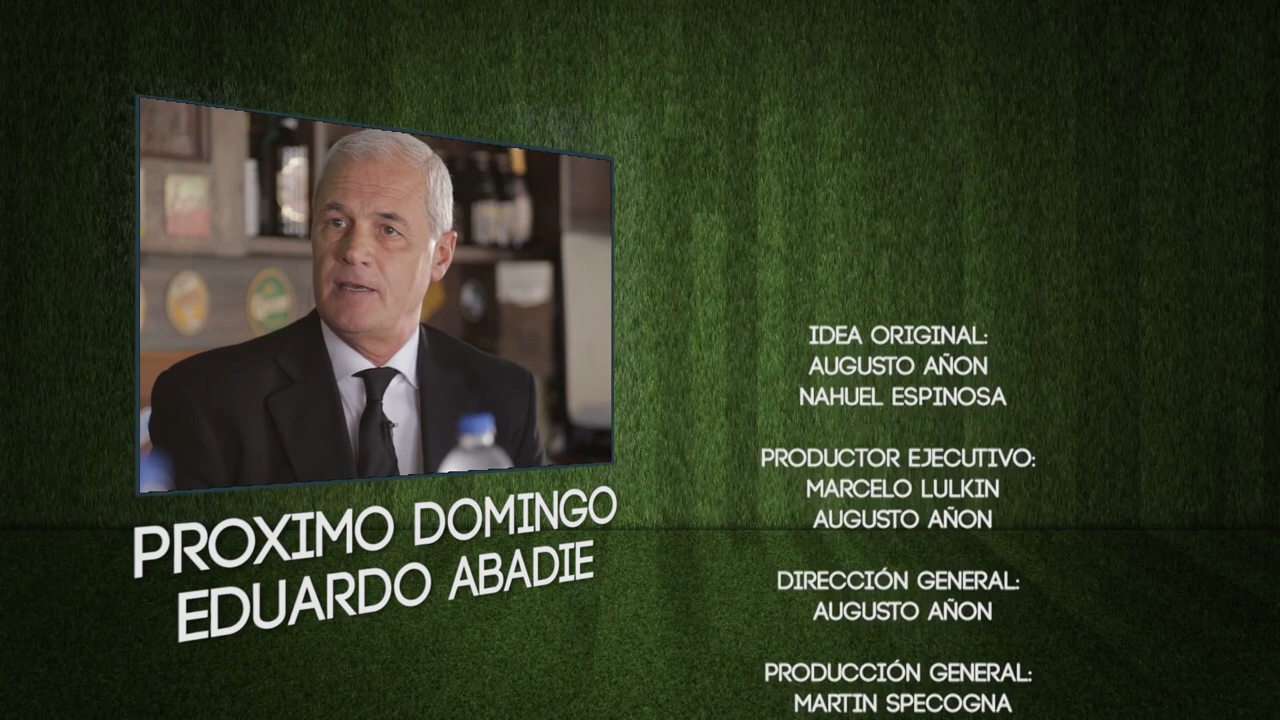 PROXIMO DOMINGO
EDUARDO ABADIE
IDEA ORIGINAL:
AUGUSTO AÑON
NAHUEL ESPINOSA
PRODUCTOR EJECUTIVO:
MARCELO LULKIN
AUGUSTO AÑON
DIRECCIÓN GENERAL:
AUGUSTO AÑON
PRODUCCIÓN GENERAL:
MARTIN SPECOGNA